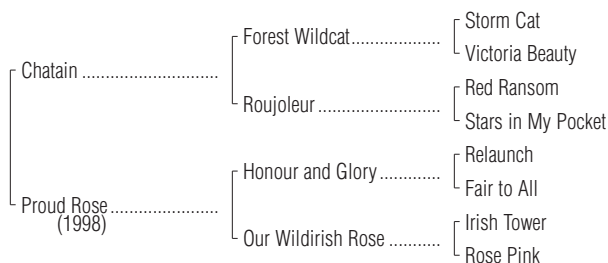 Storm Cat
Forest Wildcat
Victoria Beauty
Chatain
Red Ransom
Roujoleur
Stars in My Pocket
Relaunch
Honour and Glory
Fair to All
Proud Rose
(1998)
Irish Tower
Our Wildirish Rose
Rose Pink